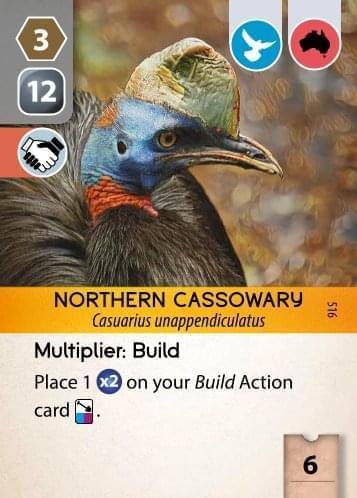 3
12
NORTHERN CASSOWARY
Casuarius unappendiculatus
516
Multiplier: Build
Place 1 x2 on your Build Action
card .
6